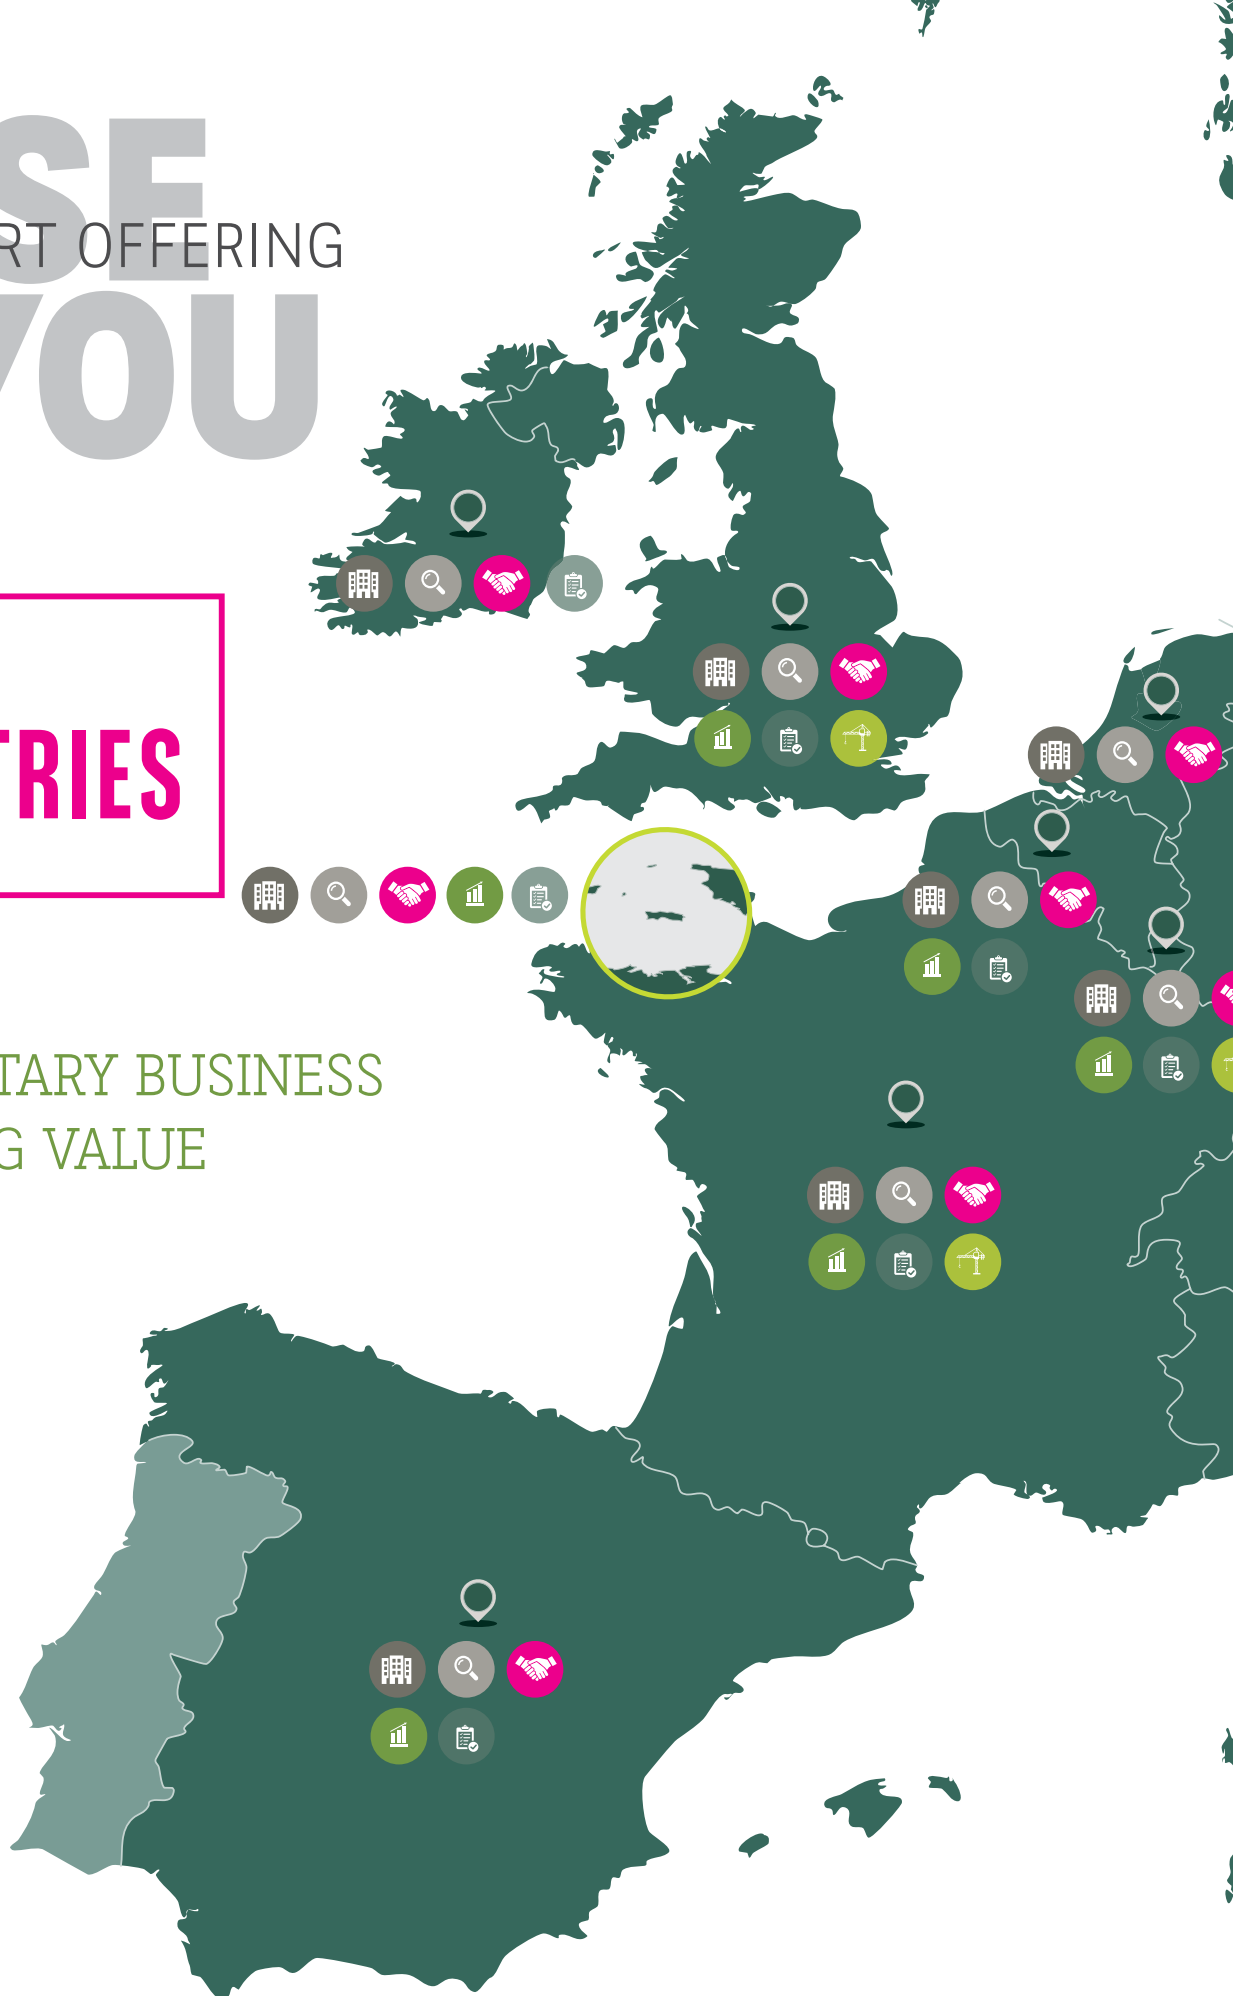 SE
RT OFFERING
YOU
TRIES
TARY BUSINESS
G VALUE